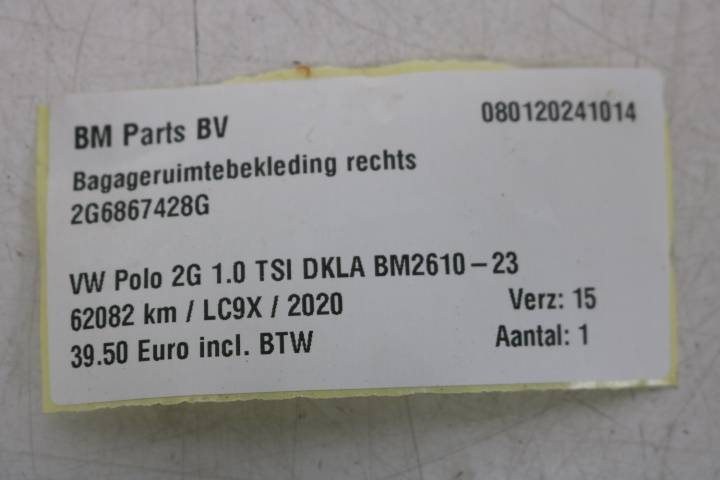 BM Parts BV 080120241014
Bagageruimtebekleding rechts
2G6867428G
VW Polo 2G 1.0 TSI DKLA BM2610-23
62082 km / LC9X / 2020 Verz: 15
39.50 Euro incl. BTW Aantal: 1